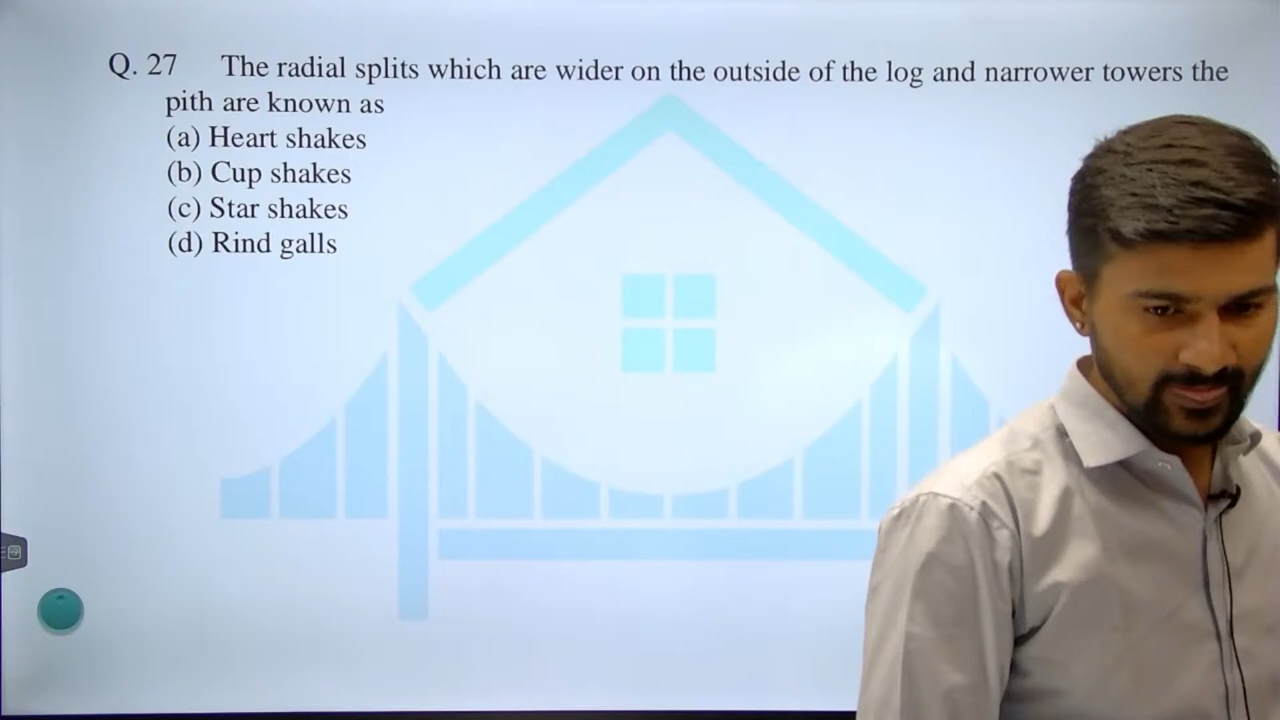 Q. 27 The radial splits which are wider on the outside of the log and narrower towers the
pith are known as
(a) Heart shakes
(b) Cup shakes
(c) Star shakes
(d) Rind galls